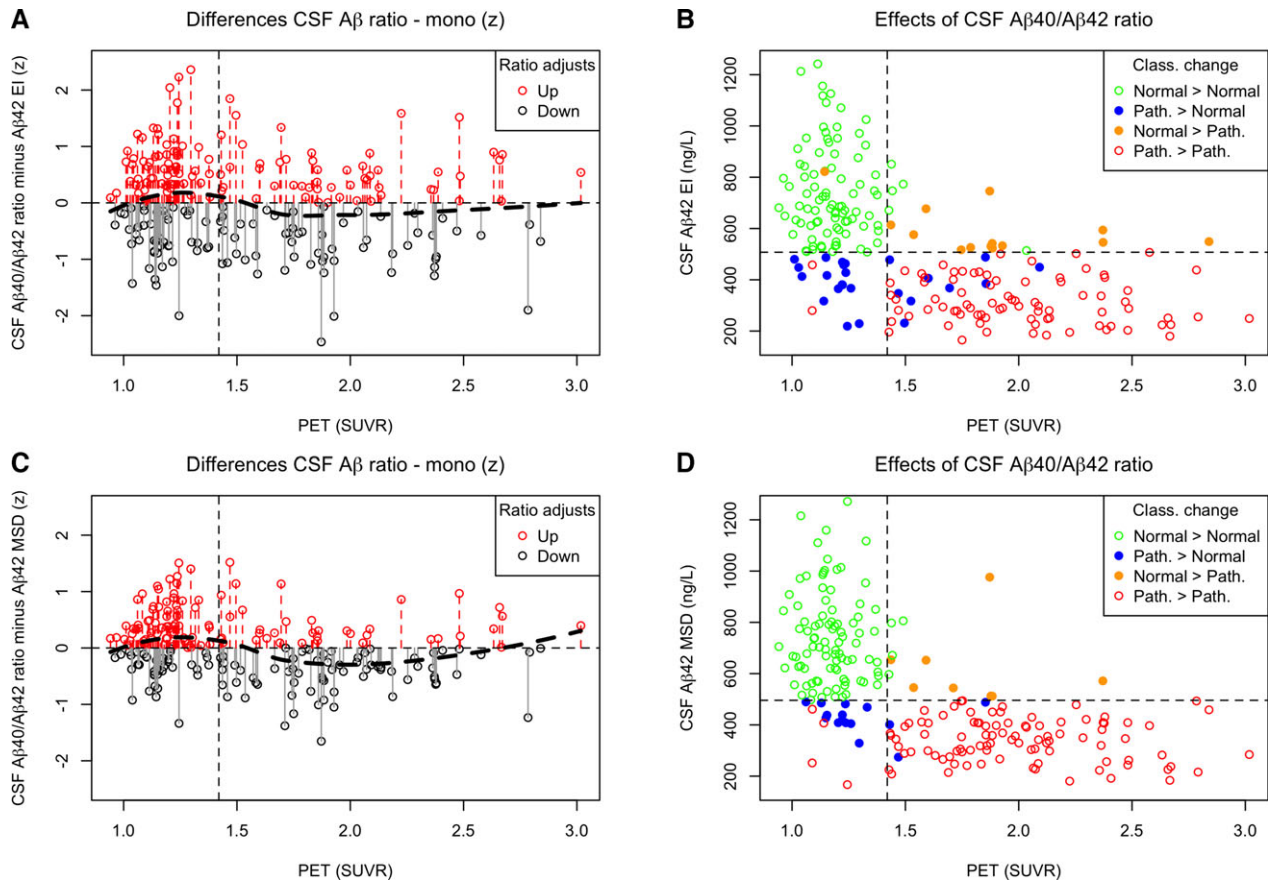 A
Differences CSF Aβ ratio - mono (z)
CSF Aβ40/Aβ42 ratio minus Aβ42 EI (z)
2
1
0
-1
-2
Ratio adjusts
Up
Down
1.0 1.5 2.0 2.5 3.0
PET (SUVR)
B
Effects of CSF Aβ40/Aβ42 ratio
CSF Aβ42 EI (ng/L)
1200
1000
800
600
400
200
Class. change
Normal > Normal
Path. > Normal
Normal > Path.
Path. > Path.
1.0 1.5 2.0 2.5 3.0
PET (SUVR)
C
Differences CSF Aβ ratio - mono (z)
CSF Aβ40/Aβ42 ratio minus Aβ42 MSD (z)
2
1
0
-1
-2
Ratio adjusts
Up
Down
1.0 1.5 2.0 2.5 3.0
PET (SUVR)
D
Effects of CSF Aβ40/Aβ42 ratio
CSF Aβ42 MSD (ng/L)
1200
1000
800
600
400
200
Class. change
Normal > Normal
Path. > Normal
Normal > Path.
Path. > Path.
1.0 1.5 2.0 2.5 3.0
PET (SUVR)